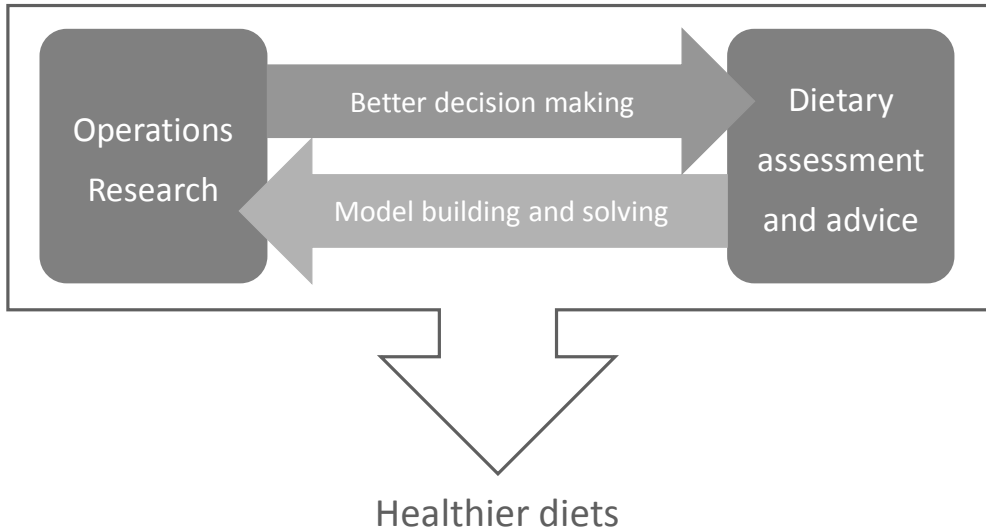 Operations
Research
Better decision making
Model building and solving
Dietary
assessment
and advice
Healthier diets